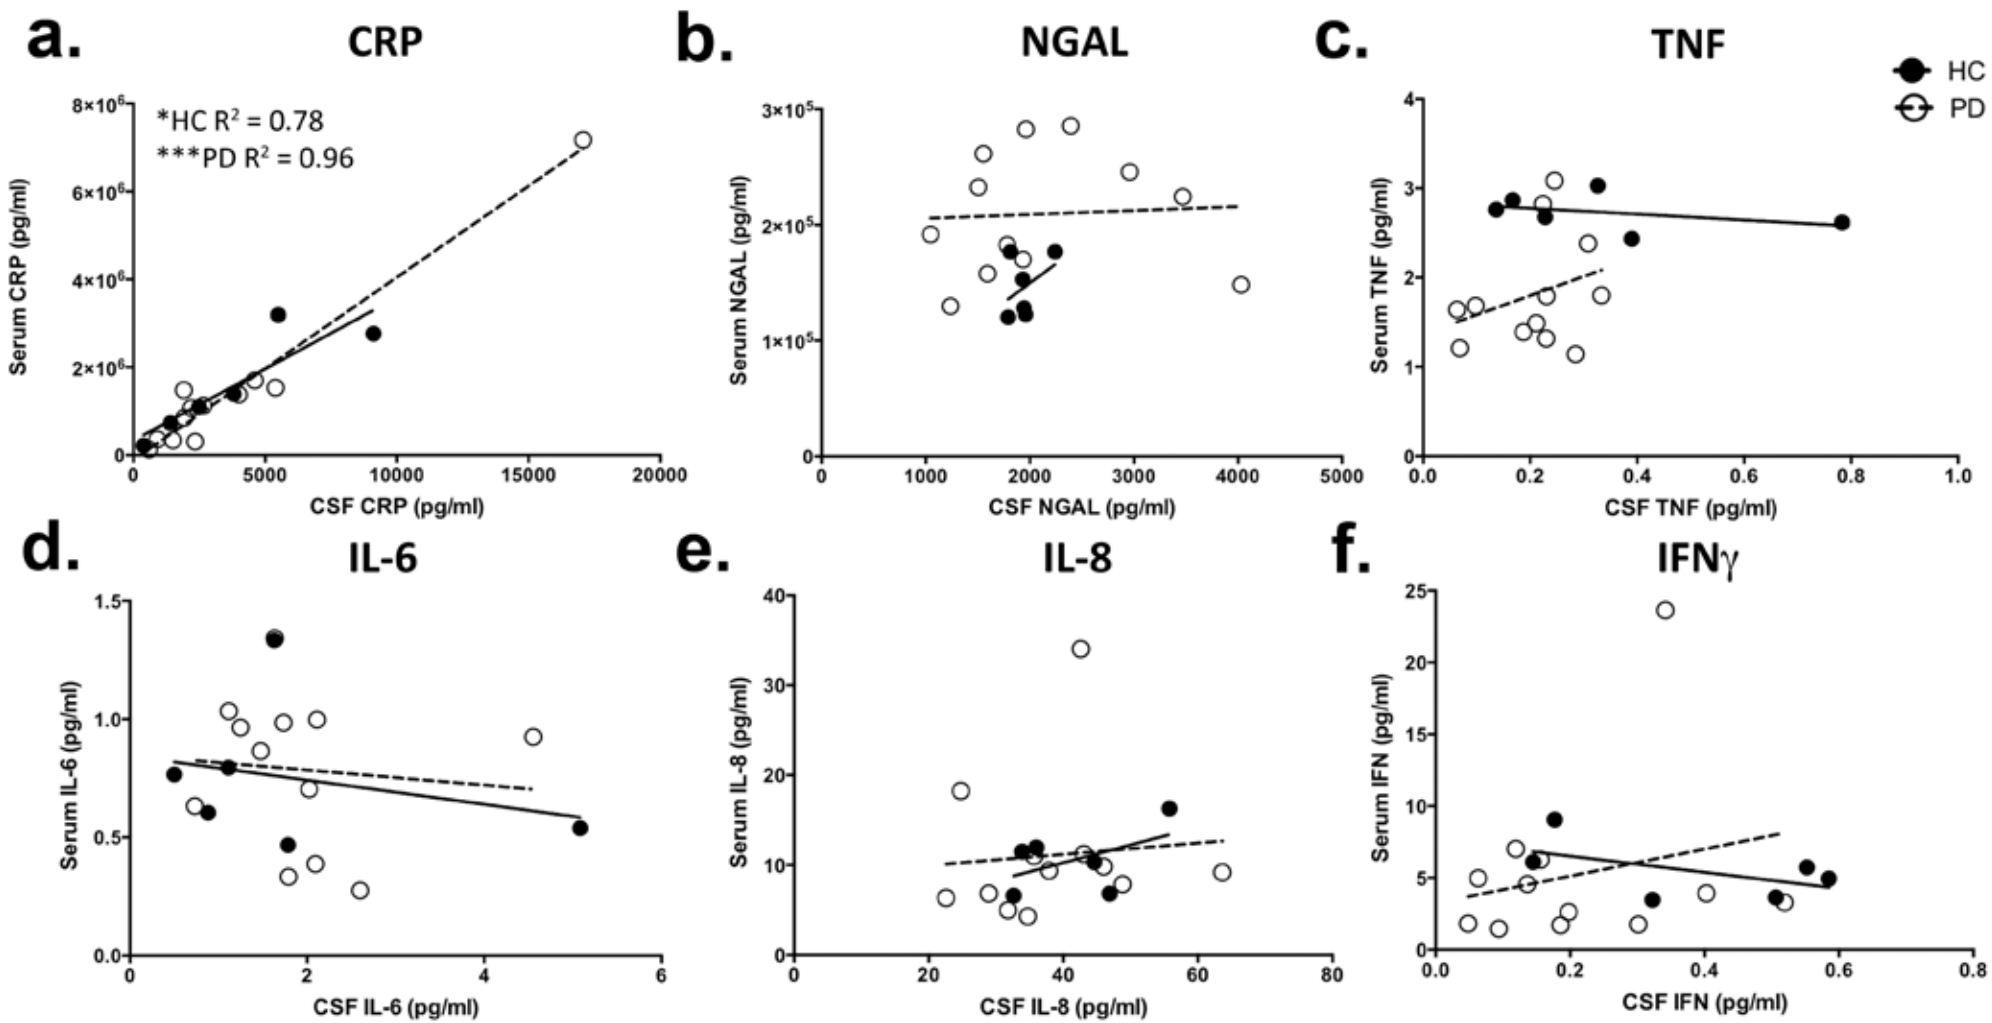 a. CRP
*HC R² = 0.78
***PD R² = 0.96
Serum CRP (pg/ml)
8×10⁶
6×10⁶
4×10⁶
2×10⁶
0
0 5000 10000 15000 20000
CSF CRP (pg/ml)
b. NGAL
Serum NGAL (pg/ml)
3×10⁵
2×10⁵
1×10⁵
0
0 1000 2000 3000 4000 5000
CSF NGAL (pg/ml)
c. TNF
HC
PD
Serum TNF (pg/ml)
4
3
2
1
0
0.0 0.2 0.4 0.6 0.8 1.0
CSF TNF (pg/ml)
d. IL-6
Serum IL-6 (pg/ml)
1.5
1.0
0.5
0.0
0 2 4 6
CSF IL-6 (pg/ml)
e. IL-8
Serum IL-8 (pg/ml)
40
30
20
10
0
0 20 40 60 80
CSF IL-8 (pg/ml)
f. IFNγ
Serum IFN (pg/ml)
25
20
15
10
5
0
0.0 0.2 0.4 0.6 0.8
CSF IFN (pg/ml)